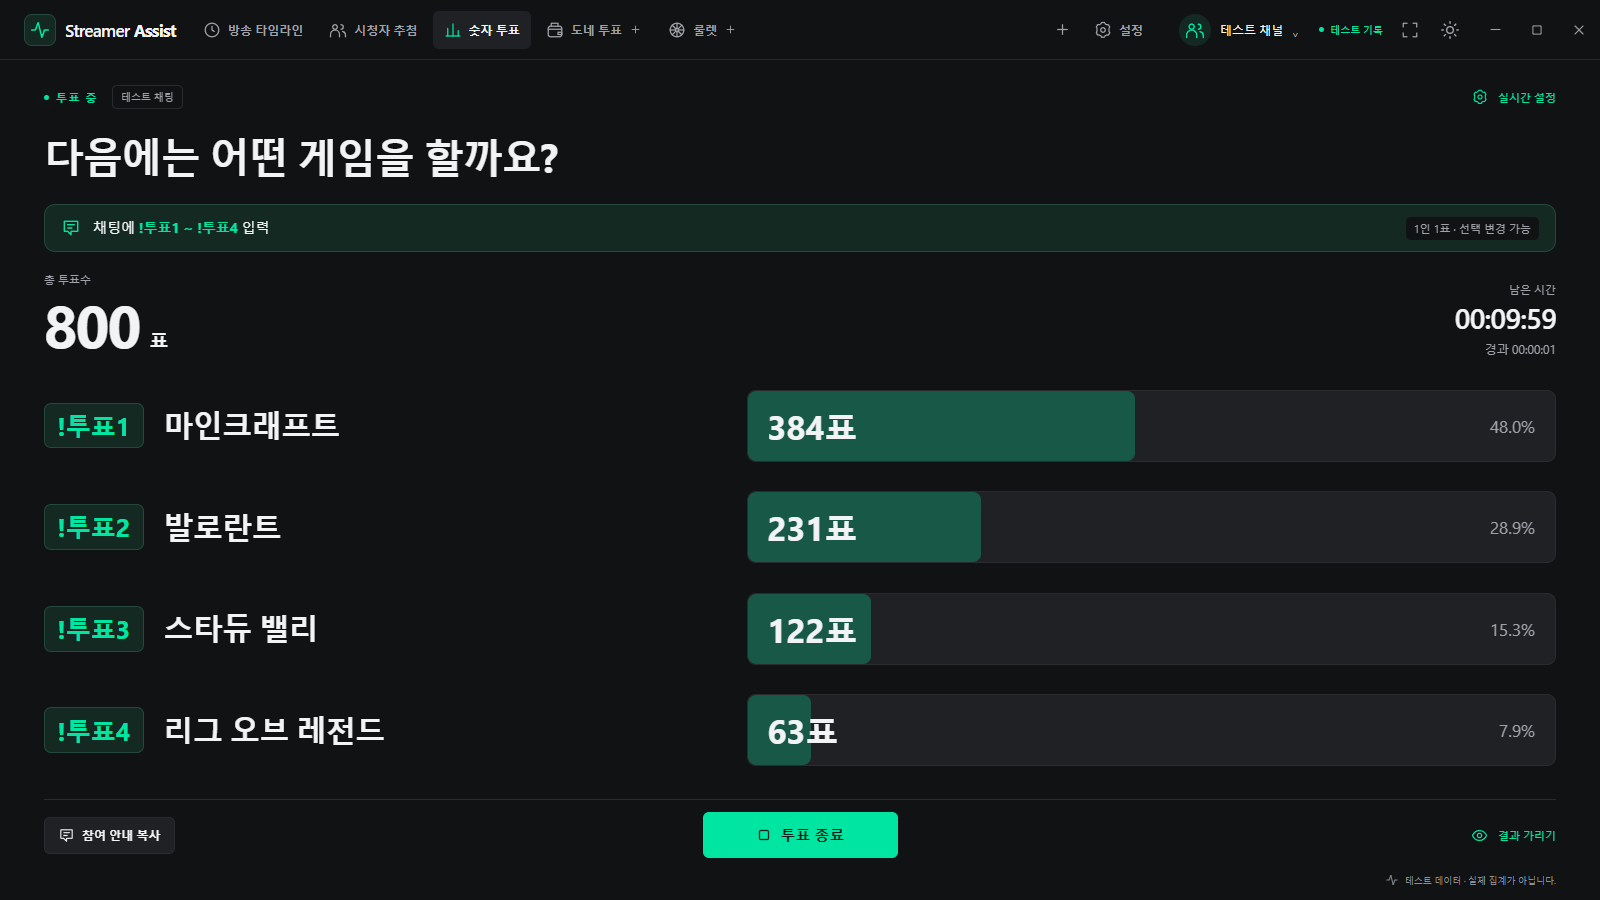 Streamer Assist
방송 타임라인
시청자 추첨
숫자 투표
도네 투표 +
룰렛 +
+
설정
테스트 채널
테스트 기록
투표 중
테스트 채팅
실시간 설정
다음에는 어떤 게임을 할까요?
채팅에 !투표1 ~ !투표4 입력
1인 1표 · 선택 변경 가능
총 투표수
800 표
남은 시간
00:09:59
경과 00:00:01
!투표1 마인크래프트 384표 48.0%
!투표2 발로란트 231표 28.9%
!투표3 스타듀 밸리 122표 15.3%
!투표4 리그 오브 레전드 63표 7.9%
참여 안내 복사
투표 종료
결과 가리기
테스트 데이터 · 실제 집계가 아닙니다.